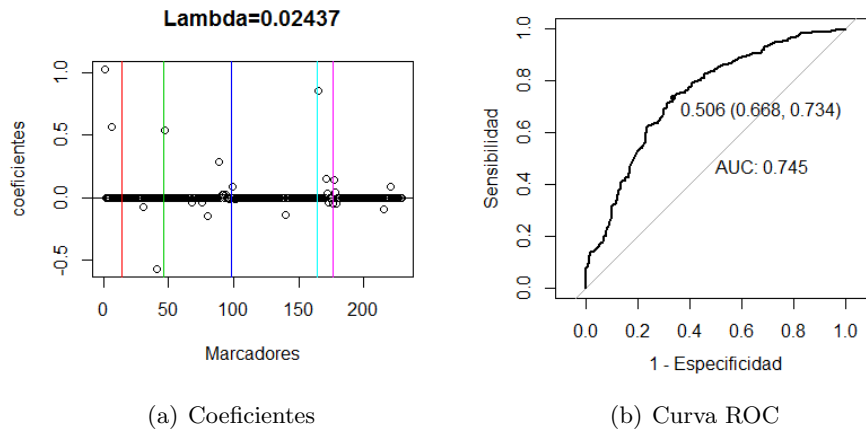 Lambda=0.02437
coeficientes
1.0
0.5
0.0
-0.5
0
50
100
150
200
Marcadores
(a) Coeficientes
Sensibilidad
1.0
0.8
0.6
0.4
0.2
0.0
0.506 (0.668, 0.734)
AUC: 0.745
0.0
0.2
0.4
0.6
0.8
1.0
1 - Especificidad
(b) Curva ROC